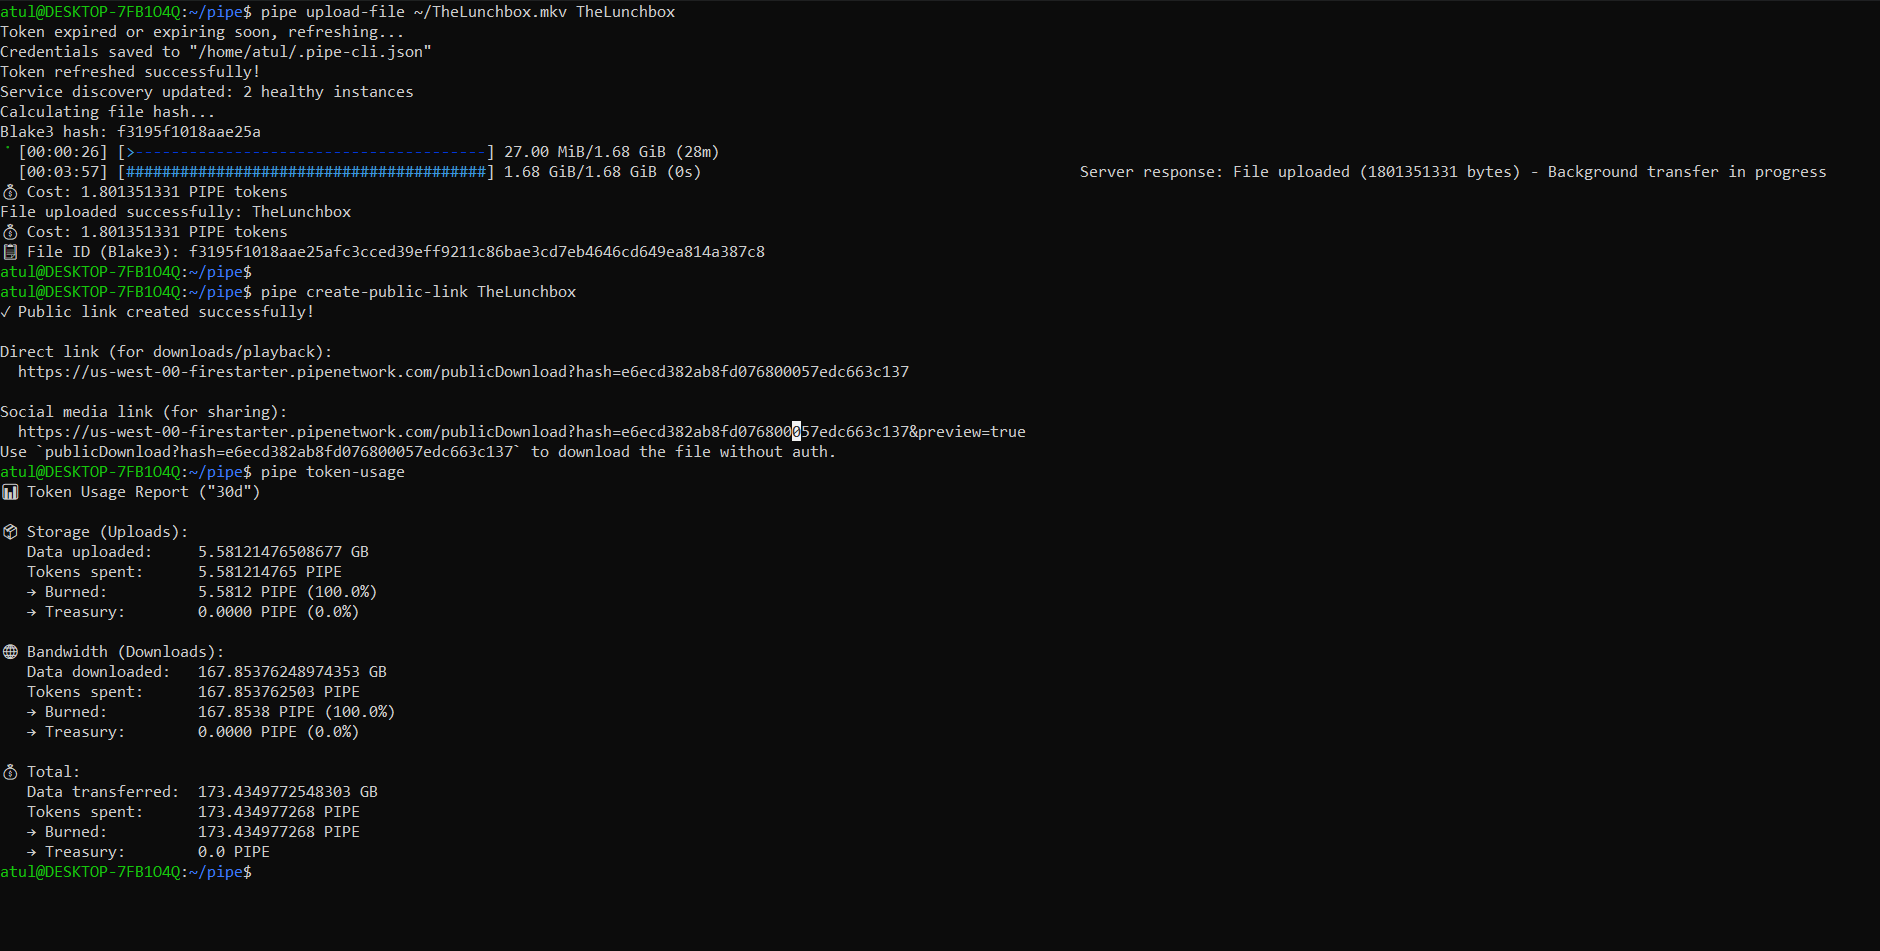 atul@DESKTOP-7FB1O4Q:~/pipe$ pipe upload-file ~/TheLunchbox.mkv TheLunchbox
Token expired or expiring soon, refreshing...
Credentials saved to "/home/atul/.pipe-cli.json"
Token refreshed successfully!
Service discovery updated: 2 healthy instances
Calculating file hash...
Blake3 hash: f3195f1018aae25a
[00:00:26] [>---------------------------------------] 27.00 MiB/1.68 GiB (28m)
[00:03:57] [########################################] 1.68 GiB/1.68 GiB (0s) Server response: File uploaded (1801351331 bytes) - Background transfer in progress
💰 Cost: 1.801351331 PIPE tokens
File uploaded successfully: TheLunchbox
💰 Cost: 1.801351331 PIPE tokens
📋 File ID (Blake3): f3195f1018aae25afc3cced39eff9211c86bae3cd7eb4646cd649ea814a387c8
atul@DESKTOP-7FB1O4Q:~/pipe$
atul@DESKTOP-7FB1O4Q:~/pipe$ pipe create-public-link TheLunchbox
✓ Public link created successfully!
Direct link (for downloads/playback):
https://us-west-00-firestarter.pipenetwork.com/publicDownload?hash=e6ecd382ab8fd076800057edc663c137
Social media link (for sharing):
https://us-west-00-firestarter.pipenetwork.com/publicDownload?hash=e6ecd382ab8fd076800057edc663c137&preview=true
Use `publicDownload?hash=e6ecd382ab8fd076800057edc663c137` to download the file without auth.
atul@DESKTOP-7FB1O4Q:~/pipe$ pipe token-usage
📊 Token Usage Report ("30d")
📦 Storage (Uploads):
Data uploaded: 5.58121476508677 GB
Tokens spent: 5.581214765 PIPE
→ Burned: 5.5812 PIPE (100.0%)
→ Treasury: 0.0000 PIPE (0.0%)
🌐 Bandwidth (Downloads):
Data downloaded: 167.85376248974353 GB
Tokens spent: 167.853762503 PIPE
→ Burned: 167.8538 PIPE (100.0%)
→ Treasury: 0.0000 PIPE (0.0%)
💰 Total:
Data transferred: 173.4349772548303 GB
Tokens spent: 173.434977268 PIPE
→ Burned: 173.434977268 PIPE
→ Treasury: 0.0 PIPE
atul@DESKTOP-7FB1O4Q:~/pipe$